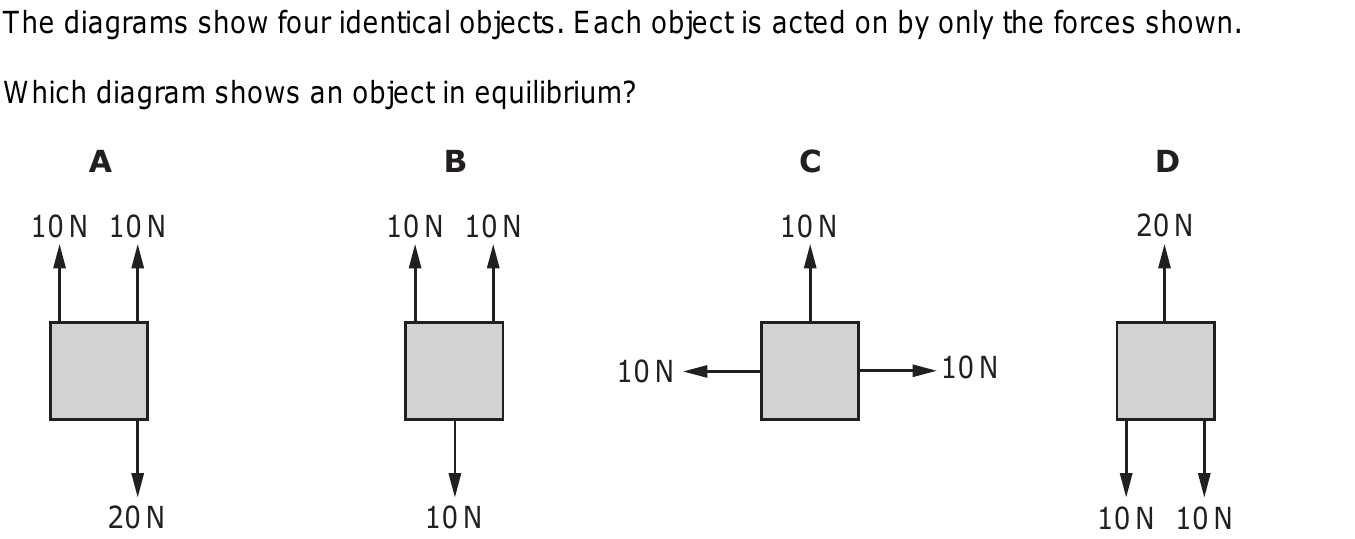 The diagrams show four identical objects. Each object is acted on by only the forces shown.
Which diagram shows an object in equilibrium?
A B C D
10 N 10 N 10 N 10 N 10 N 20 N
10 N 10 N
20 N 10 N 10 N 10 N